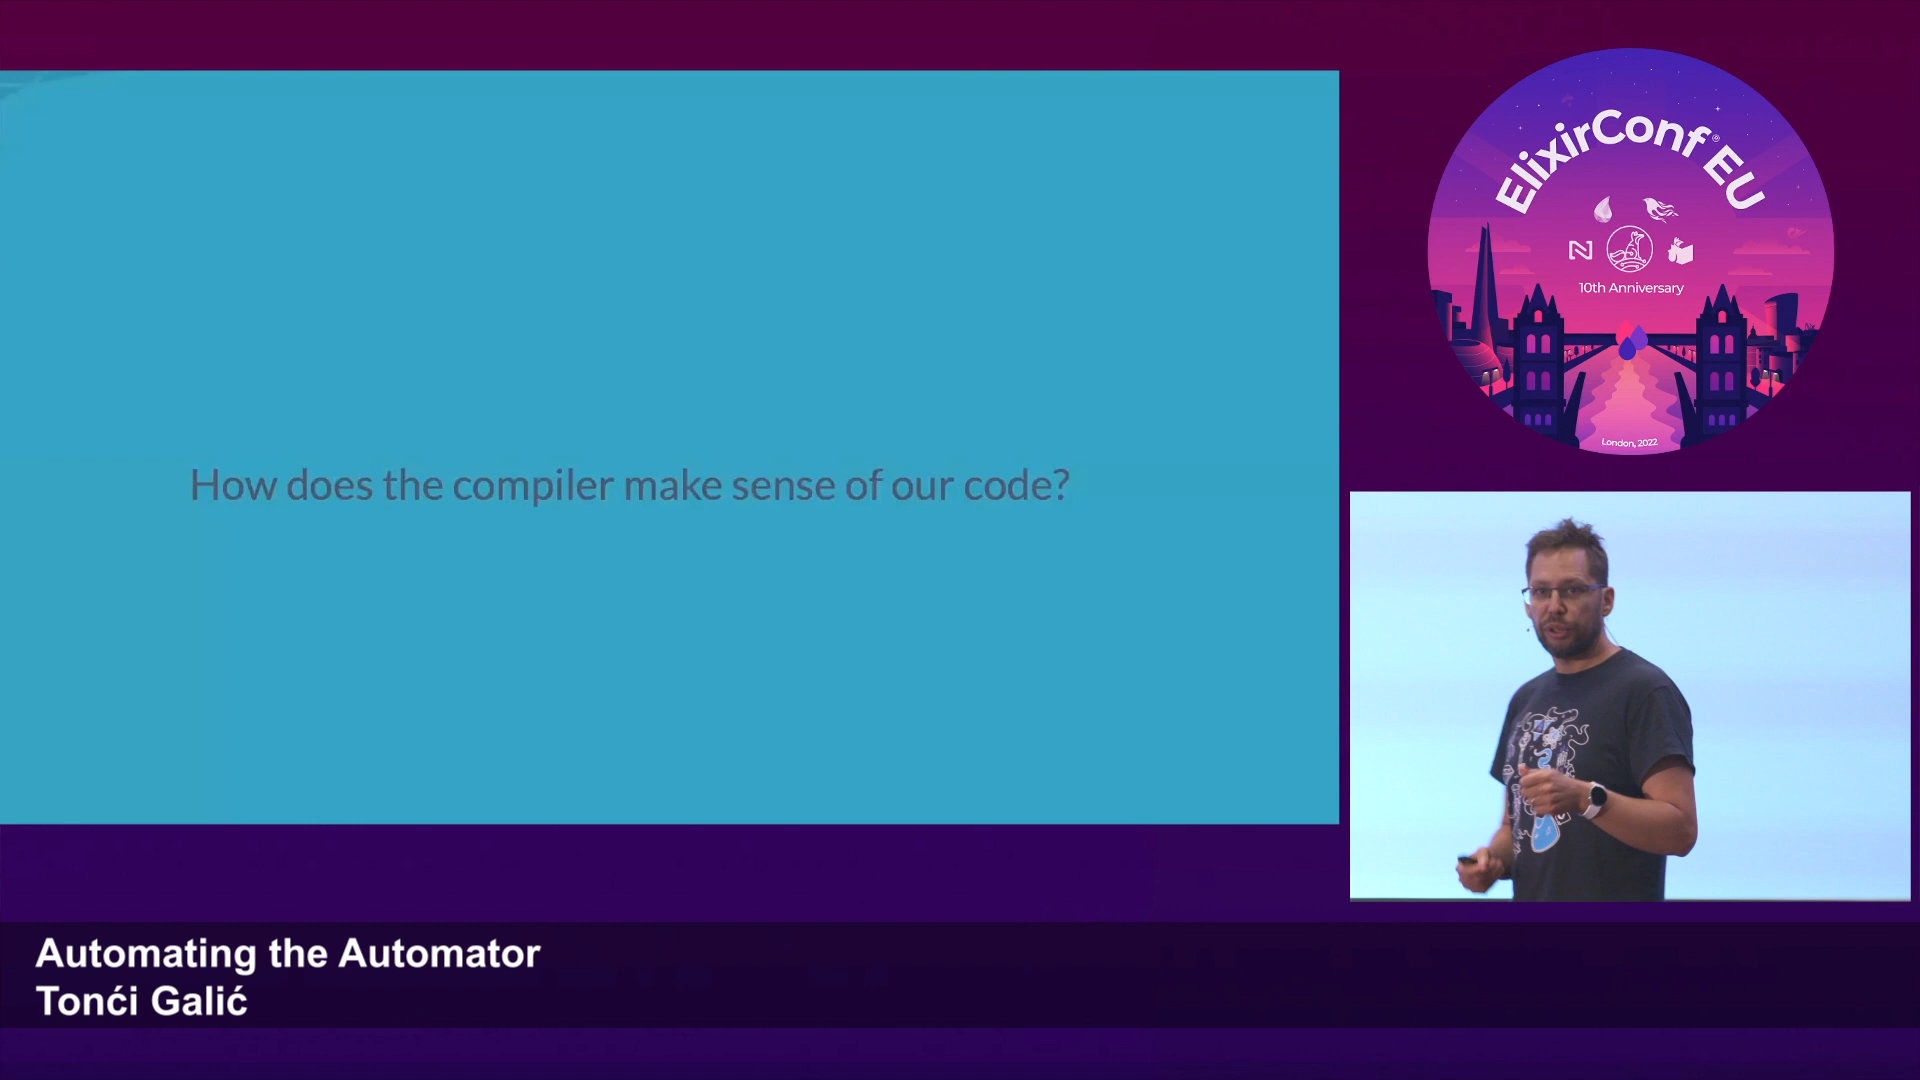 How does the compiler make sense of our code?
ElixirConf® EU
10th Anniversary
London, 2022
Automating the Automator
Tonći Galić